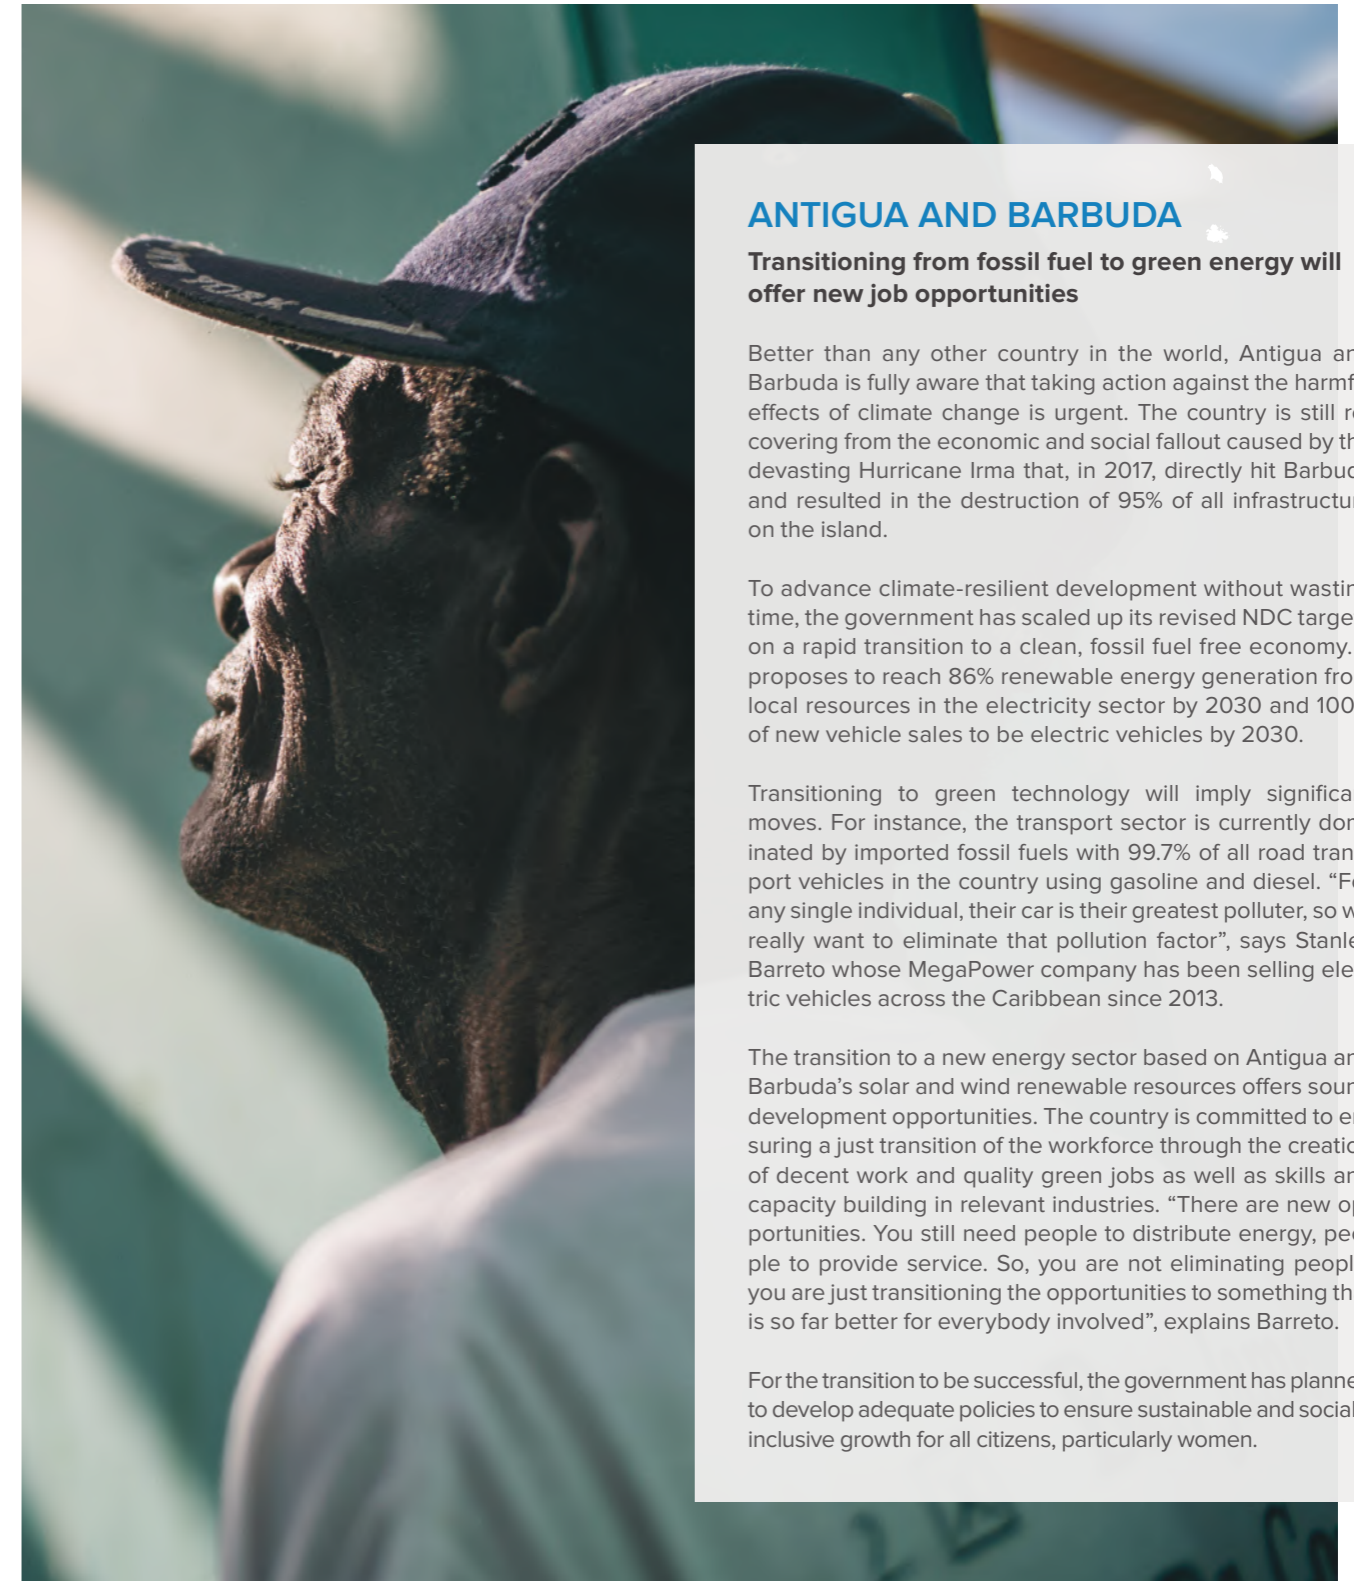 YORK
ANTIGUA AND BARBUDA
Transitioning from fossil fuel to green energy will
offer new job opportunities
Better than any other country in the world, Antigua an
Barbuda is fully aware that taking action against the harmf
effects of climate change is urgent. The country is still re
covering from the economic and social fallout caused by th
devasting Hurricane Irma that, in 2017, directly hit Barbud
and resulted in the destruction of 95% of all infrastructur
on the island.
To advance climate-resilient development without wastin
time, the government has scaled up its revised NDC targe
on a rapid transition to a clean, fossil fuel free economy.
proposes to reach 86% renewable energy generation fro
local resources in the electricity sector by 2030 and 100
of new vehicle sales to be electric vehicles by 2030.
Transitioning to green technology will imply significa
moves. For instance, the transport sector is currently dom
inated by imported fossil fuels with 99.7% of all road tran
port vehicles in the country using gasoline and diesel. “Fo
any single individual, their car is their greatest polluter, so w
really want to eliminate that pollution factor”, says Stanle
Barreto whose MegaPower company has been selling ele
tric vehicles across the Caribbean since 2013.
The transition to a new energy sector based on Antigua an
Barbuda’s solar and wind renewable resources offers soun
development opportunities. The country is committed to en
suring a just transition of the workforce through the creatio
of decent work and quality green jobs as well as skills an
capacity building in relevant industries. “There are new op
portunities. You still need people to distribute energy, peo
ple to provide service. So, you are not eliminating peopl
you are just transitioning the opportunities to something th
is so far better for everybody involved”, explains Barreto.
For the transition to be successful, the government has planne
to develop adequate policies to ensure sustainable and social
inclusive growth for all citizens, particularly women.